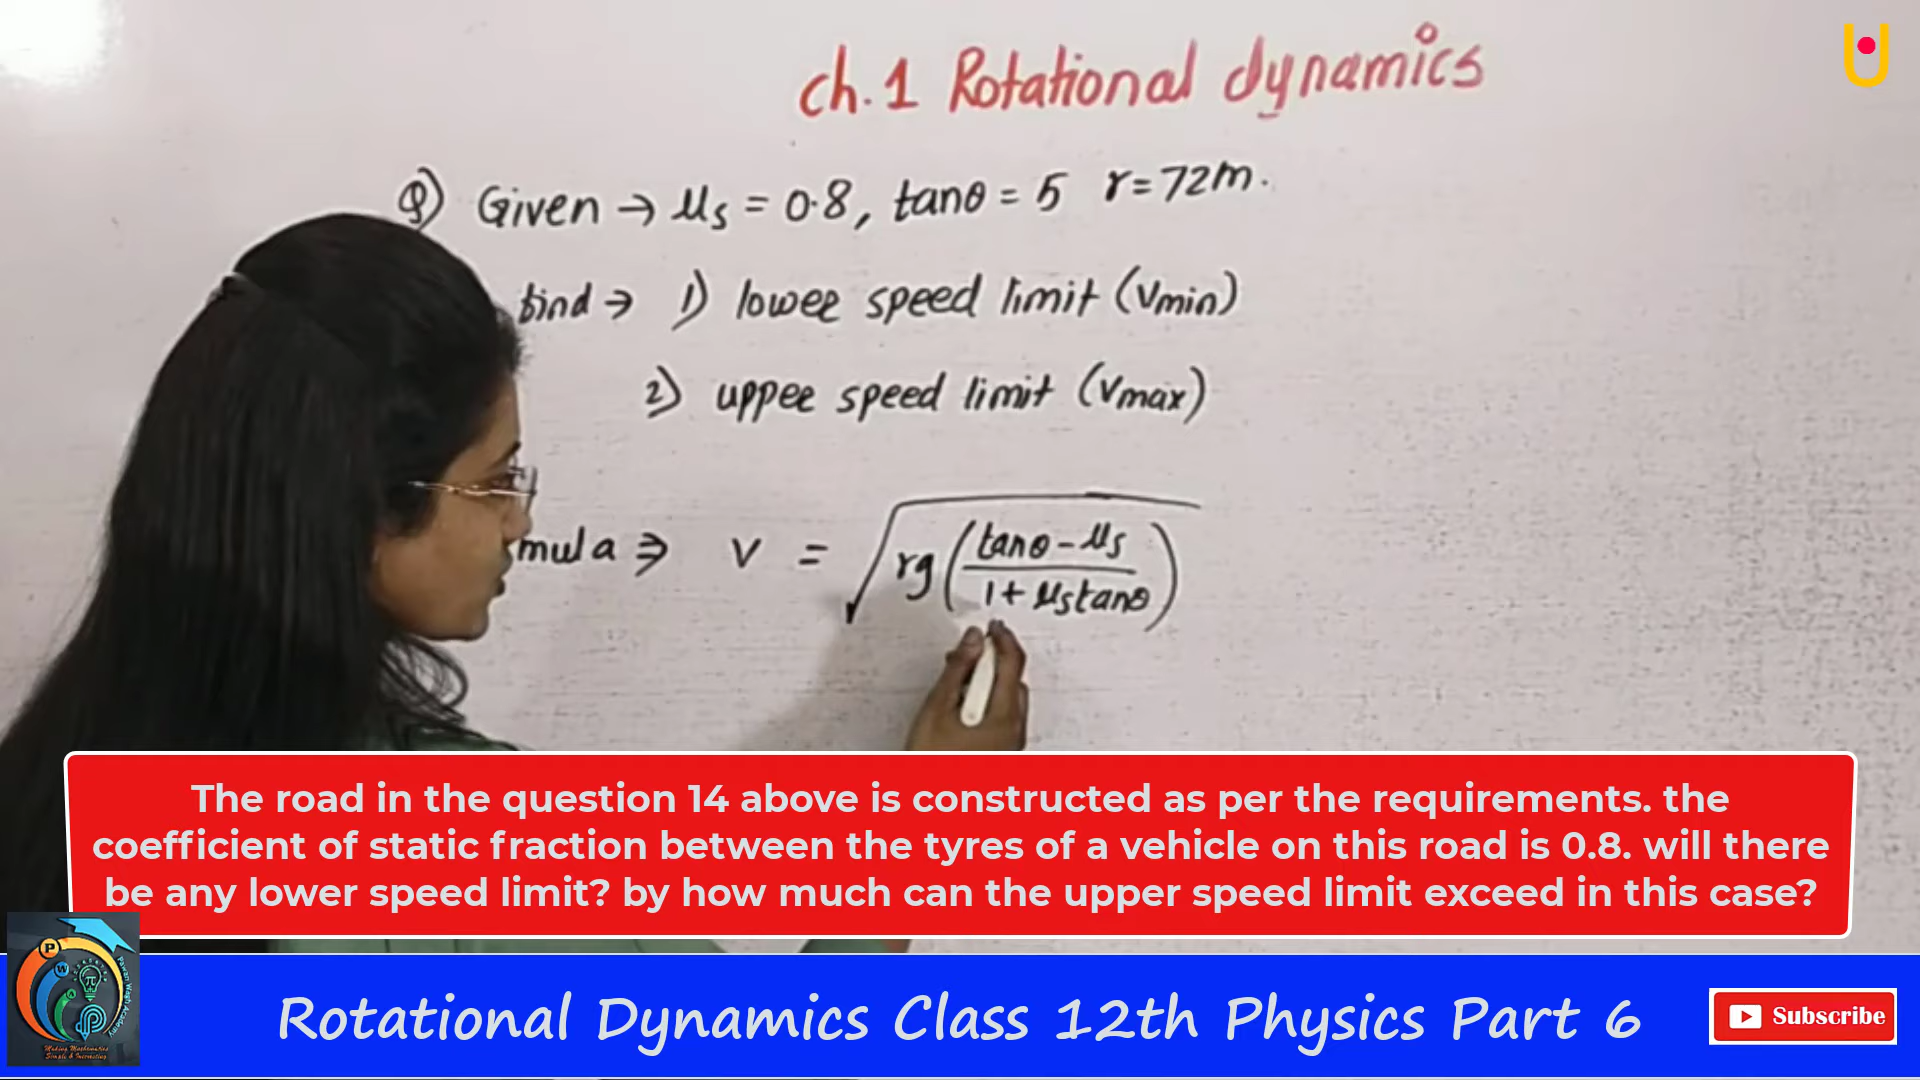 ch.1 Rotational dynamics
Q) Given → μs = 0.8, tanθ = 5 r=72m.
find → 1) lower speed limit (Vmin)
2) upper speed limit (Vmax)
mula ⇒ V = √rg(tanθ-μs / 1+μstanθ)
The road in the question 14 above is constructed as per the requirements. the
coefficient of static fraction between the tyres of a vehicle on this road is 0.8. will there
be any lower speed limit? by how much can the upper speed limit exceed in this case?
Rotational Dynamics Class 12th Physics Part 6
Subscribe